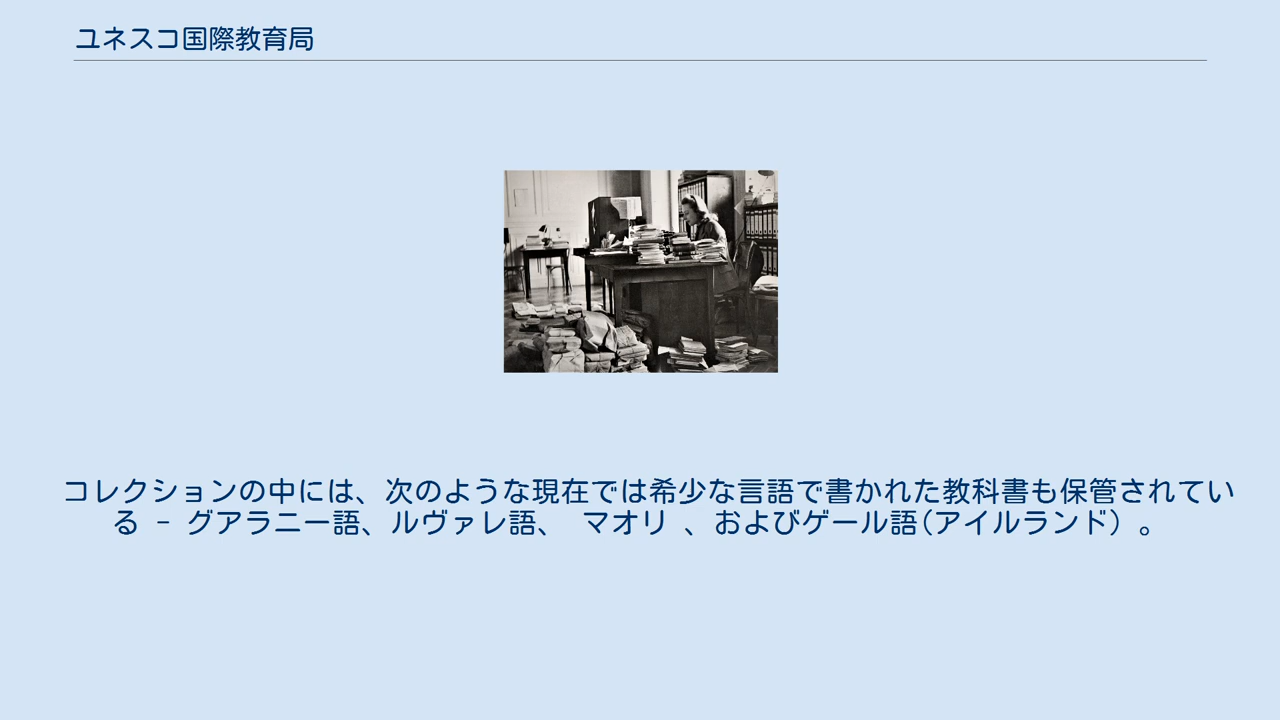 ユネスコ国際教育局
コレクションの中には、次のような現在では希少な言語で書かれた教科書も保管されてい
る － グアラニー語、ルヴァレ語、 マオリ 、およびゲール語(アイルランド) 。